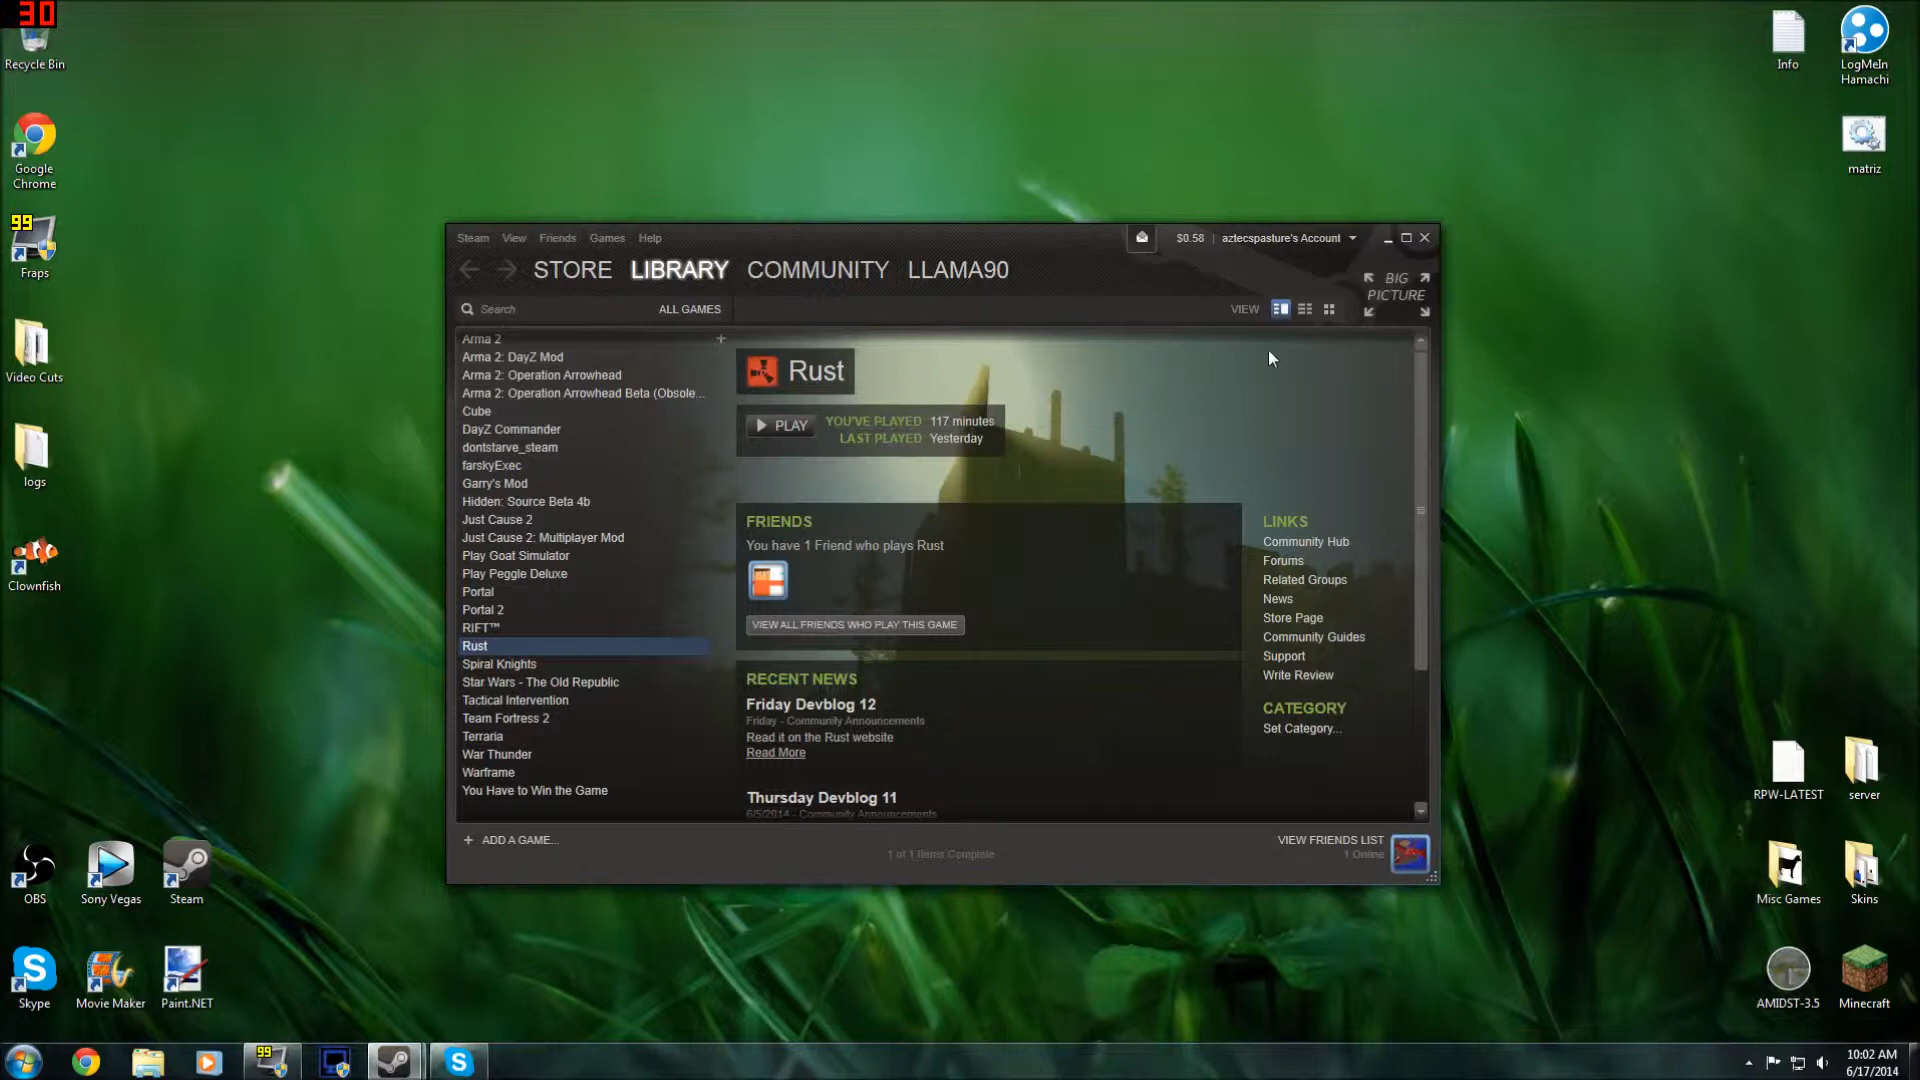 30
Recycle Bin
Google
Chrome
99
Fraps
Video Cuts
logs
Clownfish
OBS
Sony Vegas
Steam
Skype
Movie Maker
Paint.NET
Info
LogMeIn
Hamachi
matriz
RPW-LATEST
server
Misc Games
Skins
AMIDST-3.5
Minecraft
Steam View Friends Games Help
$0.58 | aztecspasture's Account
STORE LIBRARY COMMUNITY LLAMA90
BIG
PICTURE
Search
ALL GAMES
VIEW
Arma 2
Arma 2: DayZ Mod
Arma 2: Operation Arrowhead
Arma 2: Operation Arrowhead Beta (Obsole...
Cube
DayZ Commander
dontstarve_steam
farskyExec
Garry's Mod
Hidden: Source Beta 4b
Just Cause 2
Just Cause 2: Multiplayer Mod
Play Goat Simulator
Play Peggle Deluxe
Portal
Portal 2
RIFT™
Rust
Spiral Knights
Star Wars - The Old Republic
Tactical Intervention
Team Fortress 2
Terraria
War Thunder
Warframe
You Have to Win the Game
Rust
PLAY
YOU'VE PLAYED 117 minutes
LAST PLAYED Yesterday
FRIENDS
You have 1 Friend who plays Rust
VIEW ALL FRIENDS WHO PLAY THIS GAME
RECENT NEWS
Friday Devblog 12
Friday - Community Announcements
Read it on the Rust website
Read More
Thursday Devblog 11
6/5/2014 - Community Announcements
LINKS
Community Hub
Forums
Related Groups
News
Store Page
Community Guides
Support
Write Review
CATEGORY
Set Category...
+ ADD A GAME...
1 of 1 Items Complete
VIEW FRIENDS LIST
1 Online
99
10:02 AM
6/17/2014